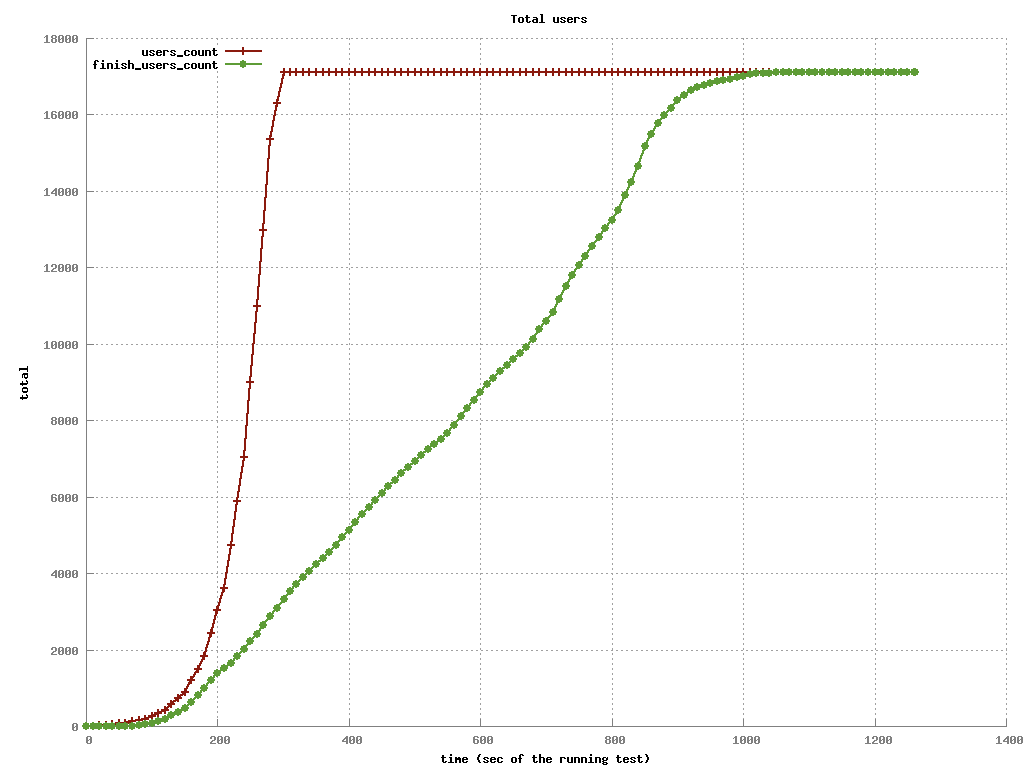 Total users
users_count
finish_users_count
18000
16000
14000
12000
10000
8000
6000
4000
2000
0
total
0 200 400 600 800 1000 1200 1400
time (sec of the running test)